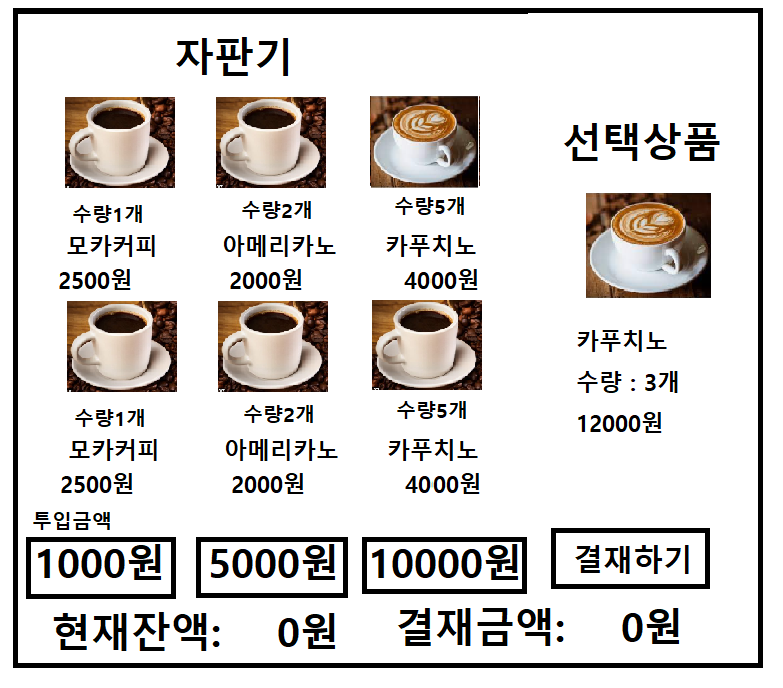 자판기
선택상품
수량1개 수량2개 수량5개
모카커피 아메리카노 카푸치노
2500원 2000원 4000원
카푸치노
수량 : 3개
12000원
수량1개 수량2개 수량5개
모카커피 아메리카노 카푸치노
2500원 2000원 4000원
투입금액
1000원 5000원 10000원 결재하기
현재잔액: 0원 결재금액: 0원